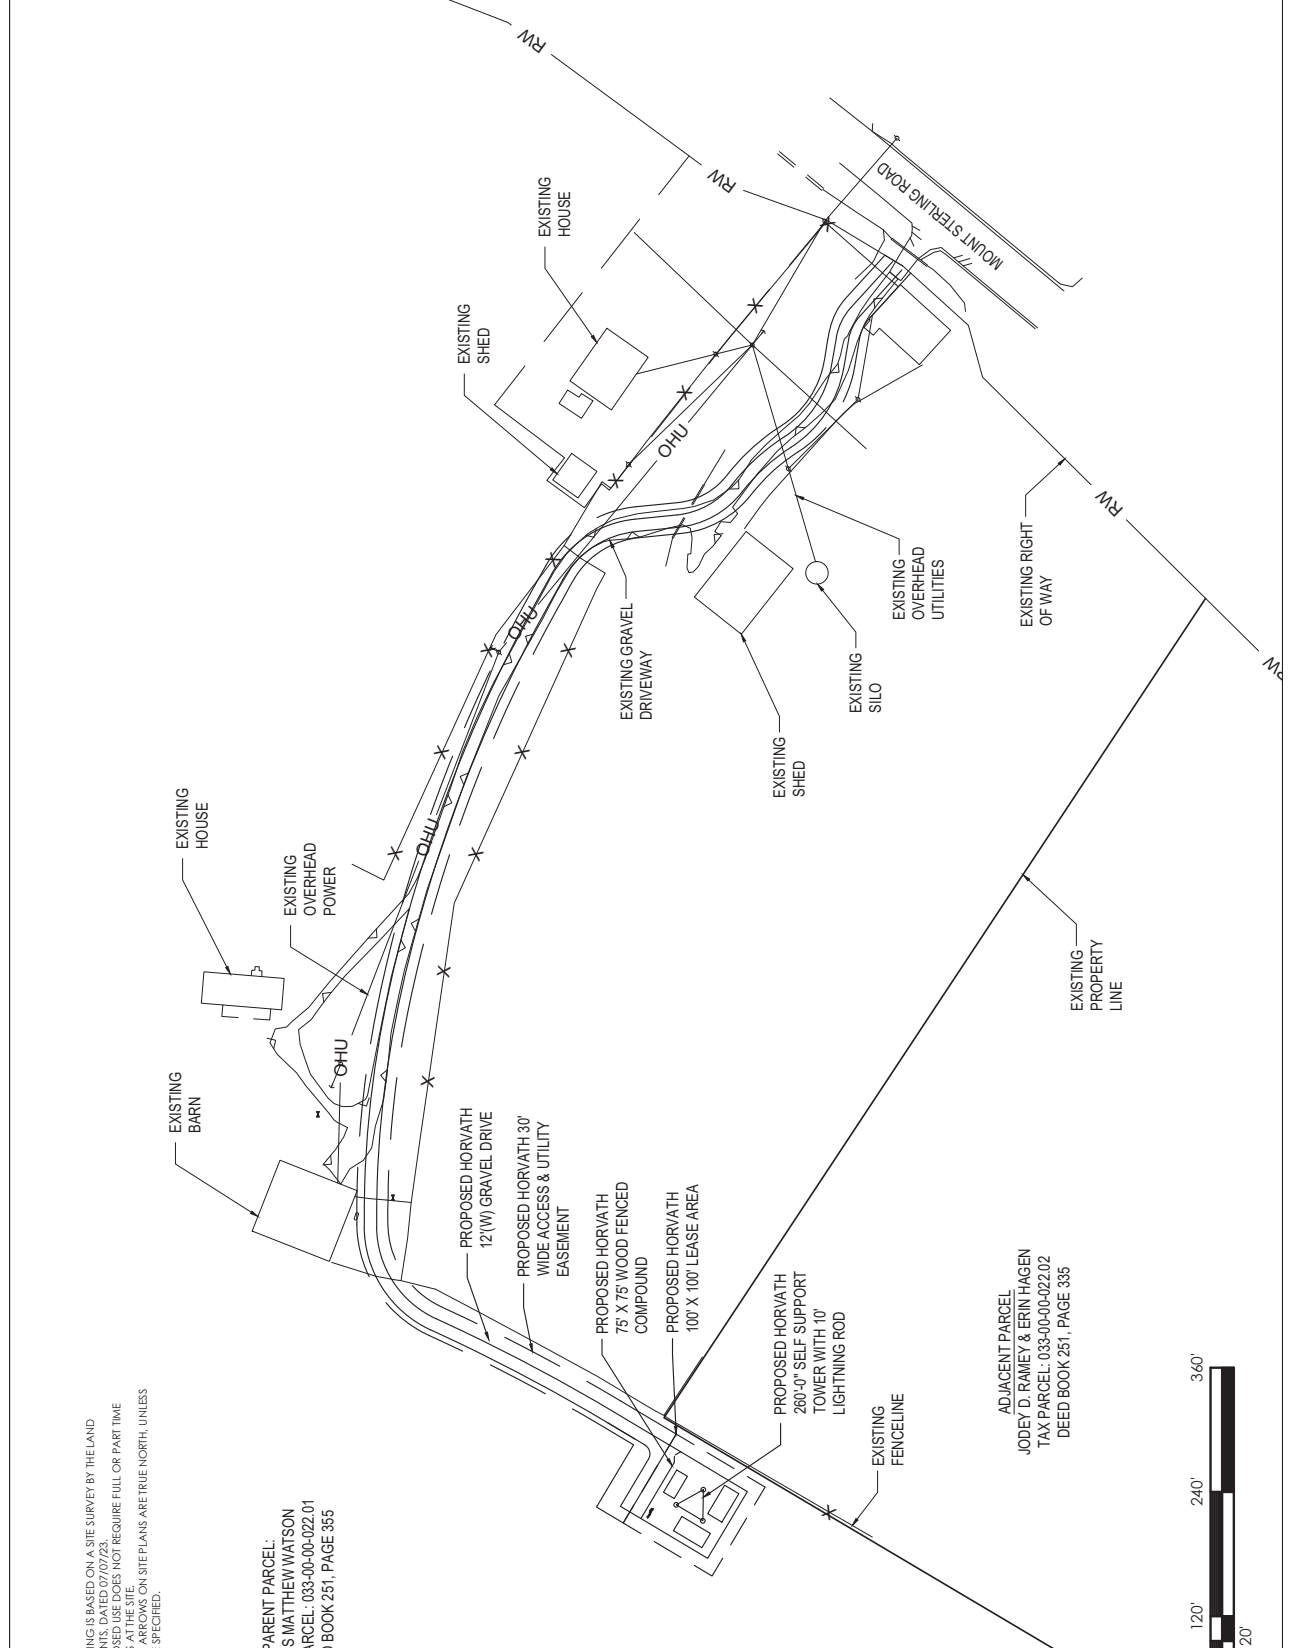 ING IS BASED ON A SITE SURVEY BY THE LAND
NTS, DATED 07/07/23.
OSED USE DOES NOT REQUIRE FULL OR PART TIME
S AT THE SITE.
ARROWS ON SITE PLANS ARE TRUE NORTH, UNLESS
SPECIFIED.
PARENT PARCEL:
S MATTHEW WATSON
ARCEL: 033-00-00-022.01
BOOK 251, PAGE 355
EXISTING
BARN
EXISTING
HOUSE
EXISTING
OVERHEAD
POWER
EXISTING
SHED
EXISTING
HOUSE
RW
RW
MOUNT STERLING ROAD
OHU
OHU
OHU
OHU
EXISTING GRAVEL
DRIVEWAY
EXISTING
SHED
EXISTING
SILO
EXISTING
OVERHEAD
UTILITIES
EXISTING RIGHT
OF WAY
RW
RW
EXISTING
PROPERTY
LINE
PROPOSED HORVATH
12'(W) GRAVEL DRIVE
PROPOSED HORVATH 30'
WIDE ACCESS & UTILITY
EASEMENT
PROPOSED HORVATH
75' X 75' WOOD FENCED
COMPOUND
PROPOSED HORVATH
100' X 100' LEASE AREA
PROPOSED HORVATH
260'-0" SELF SUPPORT
TOWER WITH 10'
LIGHTNING ROD
EXISTING
FENCELINE
ADJACENT PARCEL
JODEY D. RAMEY & ERIN HAGEN
TAX PARCEL: 033-00-00-022.02
DEED BOOK 251, PAGE 335
120'
240'
360'
20'